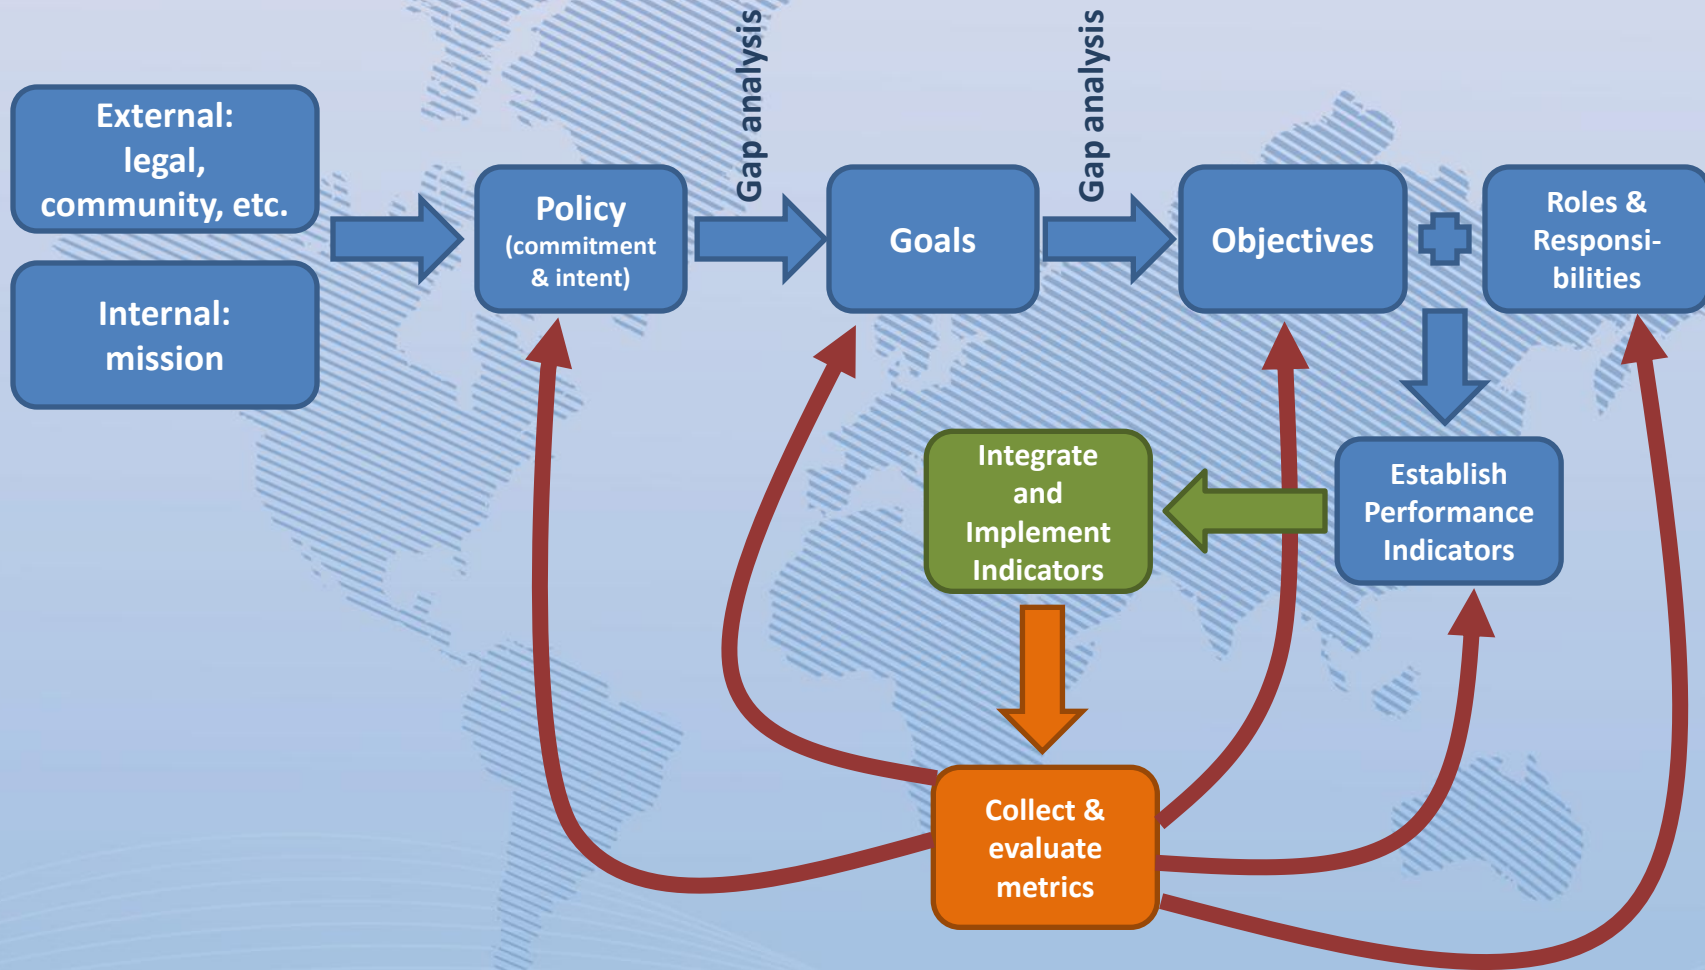 Gap analysis
Gap analysis
External:
legal,
community, etc.
Internal:
mission
Policy
(commitment
& intent)
Goals
Objectives
Roles &
Responsi-
bilities
Integrate
and
Implement
Indicators
Establish
Performance
Indicators
Collect &
evaluate
metrics